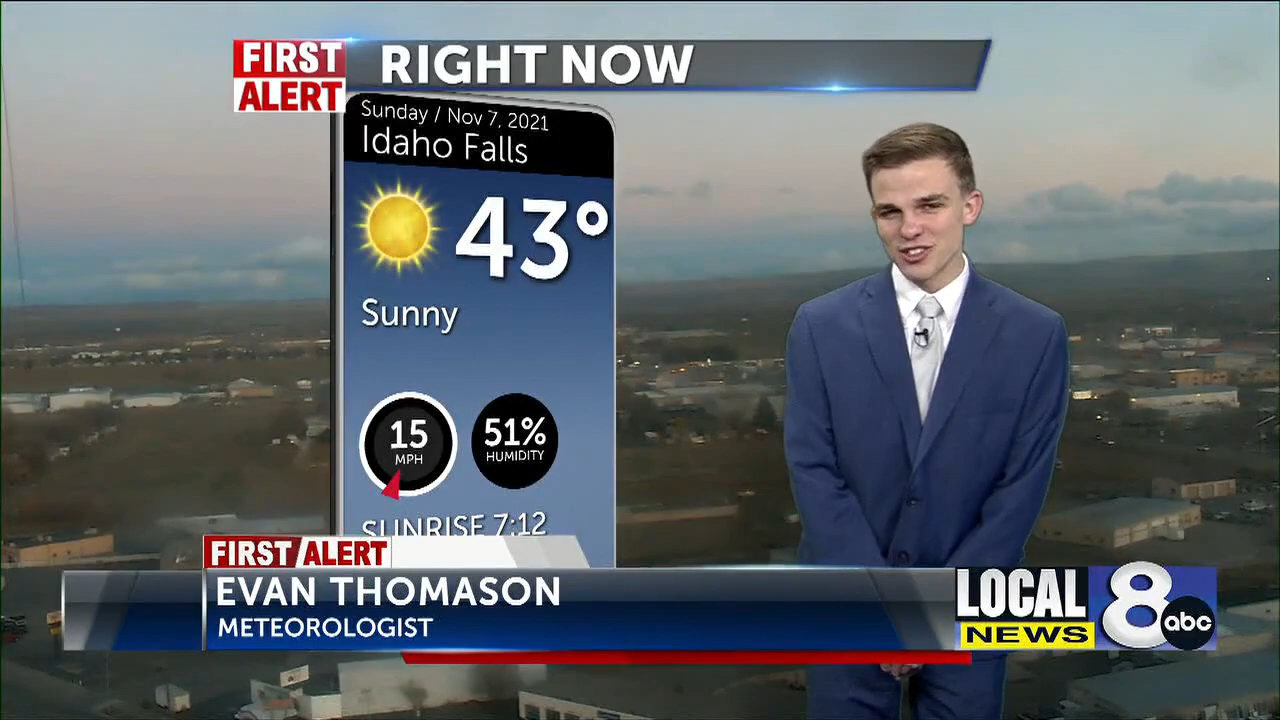 FIRST
ALERT
RIGHT NOW
Sunday / Nov 7, 2021
Idaho Falls
43°
Sunny
15
MPH
51%
HUMIDITY
SUNRISE 7:12
FIRST ALERT
EVAN THOMASON
METEOROLOGIST
LOCAL
NEWS
8
abc